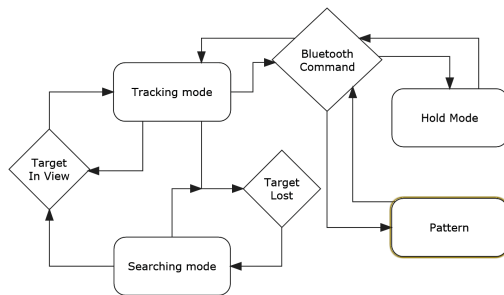 Bluetooth
Command
Tracking mode
Hold Mode
Target
In View
Target
Lost
Pattern
Searching mode